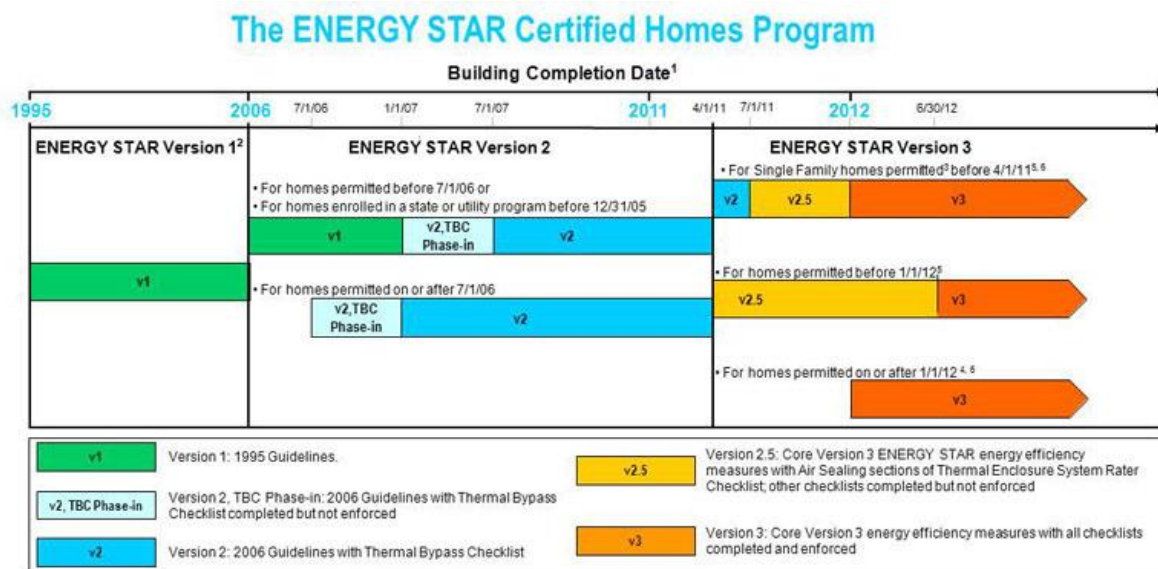 The ENERGY STAR Certified Homes Program
Building Completion Date1
1995
2006
7/1/06
1/1/07
7/1/07
2011
4/1/11
7/1/11
2012
6/30/12
ENERGY STAR Version 1²
ENERGY STAR Version 2
ENERGY STAR Version 3
• For homes permitted before 7/1/06 or
• For homes enrolled in a state or utility program before 12/31/05
v1
v2,TBC
Phase-in
v2
v1
• For homes permitted on or after 7/1/06
v2,TBC
Phase-in
v2
• For Single Family homes permitted³ before 4/1/11⁵,⁶
v2
v2.5
v3
• For homes permitted before 1/1/12⁵
v2.5
v3
• For homes permitted on or after 1/1/12 ⁴,⁶
v3
v1
Version 1: 1995 Guidelines.
v2, TBC Phase-in
Version 2, TBC Phase-in: 2006 Guidelines with Thermal Bypass
Checklist completed but not enforced
v2
Version 2: 2006 Guidelines with Thermal Bypass Checklist
v2.5
Version 2.5: Core Version 3 ENERGY STAR energy efficiency
measures with Air Sealing sections of Thermal Enclosure System Rater
Checklist; other checklists completed but not enforced
v3
Version 3: Core Version 3 energy efficiency measures with all checklists
completed and enforced